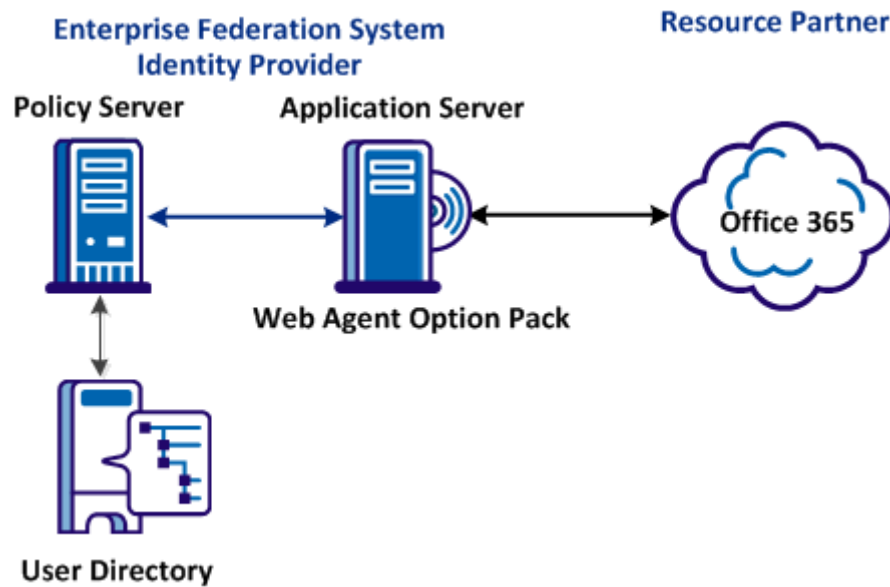 Enterprise Federation System
Identity Provider
Resource Partner
Policy Server
Application Server
Office 365
Web Agent Option Pack
User Directory